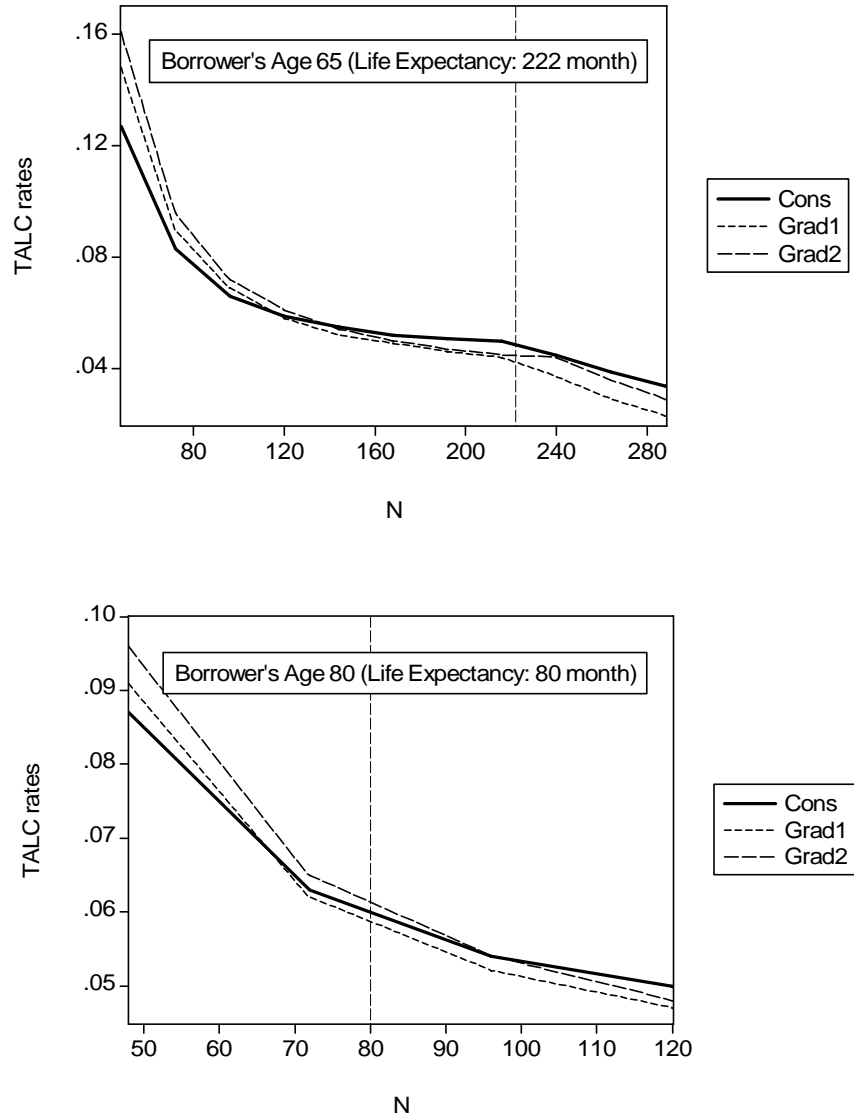 .16
Borrower's Age 65 (Life Expectancy: 222 month)
.12
TALC rates
.08
.04
Cons
Grad1
Grad2
80 120 160 200 240 280
N
.10
Borrower's Age 80 (Life Expectancy: 80 month)
.09
.08
TALC rates
.07
.06
.05
Cons
Grad1
Grad2
50 60 70 80 90 100 110 120
N